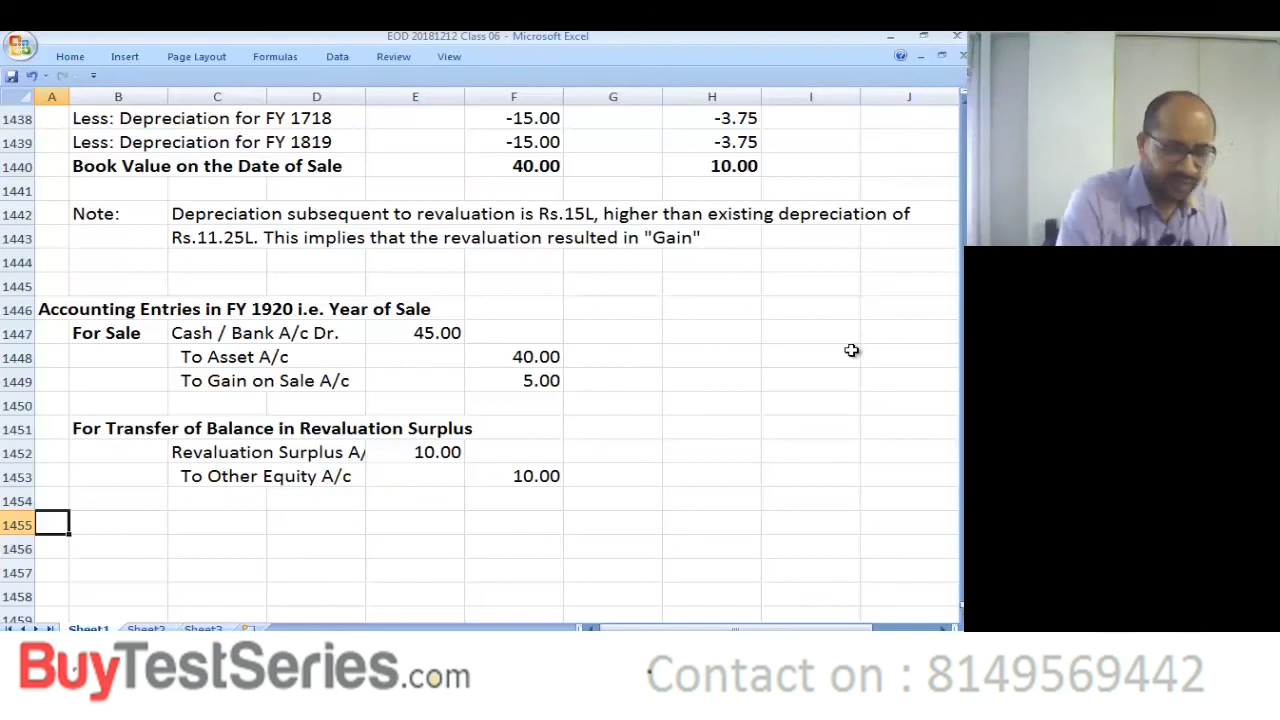 EOD 20181212 Class 06 - Microsoft Excel
Home Insert Page Layout Formulas Data Review View
A B C D E F G H I J
1438 Less: Depreciation for FY 1718 -15.00 -3.75
1439 Less: Depreciation for FY 1819 -15.00 -3.75
1440 Book Value on the Date of Sale 40.00 10.00
1441
1442 Note: Depreciation subsequent to revaluation is Rs.15L, higher than existing depreciation of
1443 Rs.11.25L. This implies that the revaluation resulted in "Gain"
1444
1445
1446 Accounting Entries in FY 1920 i.e. Year of Sale
1447 For Sale Cash / Bank A/c Dr. 45.00
1448 To Asset A/c 40.00
1449 To Gain on Sale A/c 5.00
1450
1451 For Transfer of Balance in Revaluation Surplus
1452 Revaluation Surplus A/ 10.00
1453 To Other Equity A/c 10.00
1454
1455
1456
1457
1458
1459
Sheet1 Sheet2 Sheet3
BuyTestSeries.com Contact on : 8149569442